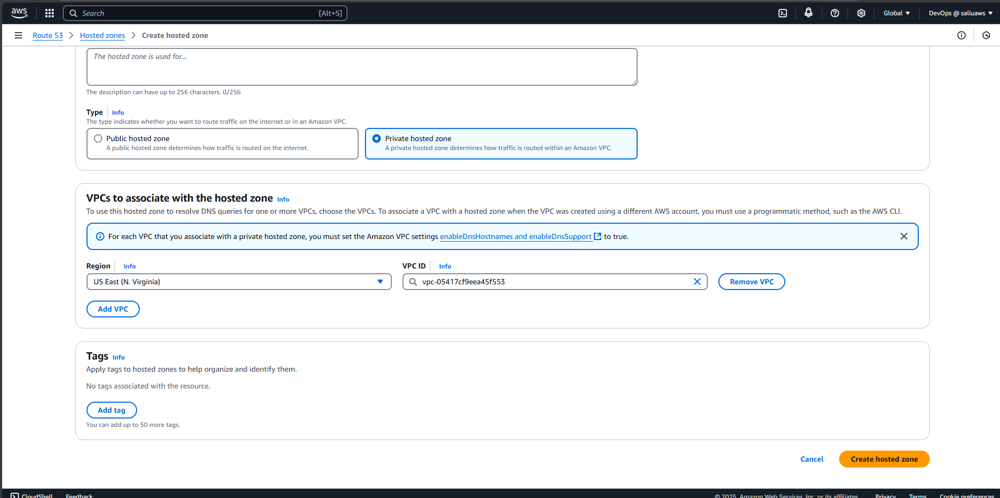 aws
Search [Alt+S]
Global
DevOps @ saliuaws
Route 53 Hosted zones Create hosted zone
The hosted zone is used for...
The description can have up to 256 characters. 0/256
Type Info
The type indicates whether you want to route traffic on the internet or in an Amazon VPC.
Public hosted zone
A public hosted zone determines how traffic is routed on the internet.
Private hosted zone
A private hosted zone determines how traffic is routed within an Amazon VPC.
VPCs to associate with the hosted zone Info
To use this hosted zone to resolve DNS queries for one or more VPCs, choose the VPCs. To associate a VPC with a hosted zone when the VPC was created using a different AWS account, you must use a programmatic method, such as the AWS CLI.
For each VPC that you associate with a private hosted zone, you must set the Amazon VPC settings enableDnsHostnames and enableDnsSupport to true.
Region Info
US East (N. Virginia)
VPC ID Info
vpc-05417cf9eea45f553
Remove VPC
Add VPC
Tags Info
Apply tags to hosted zones to help organize and identify them.
No tags associated with the resource.
Add tag
You can add up to 50 more tags.
Cancel
Create hosted zone
CloudShell Feedback © 2025, Amazon Web Services, Inc. or its affiliates. Privacy Terms Cookie preferences